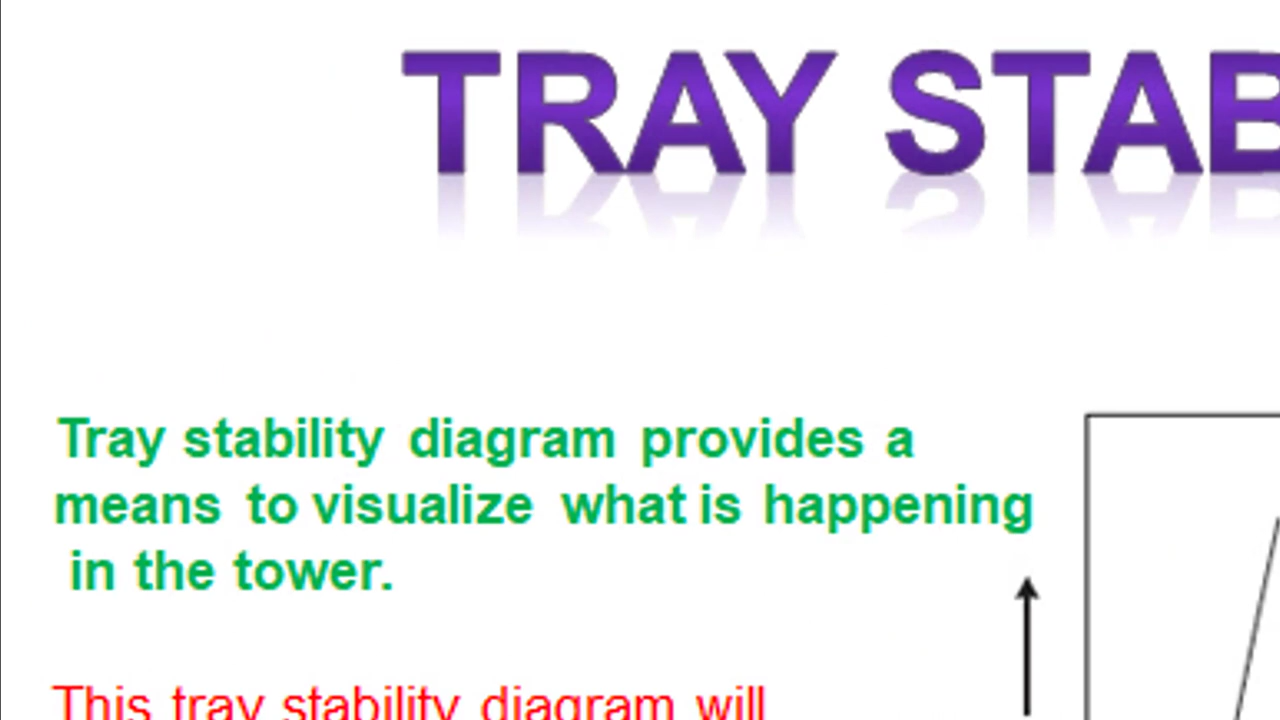 TRAY STAB
Tray stability diagram provides a
means to visualize what is happening
in the tower.
This tray stability diagram will